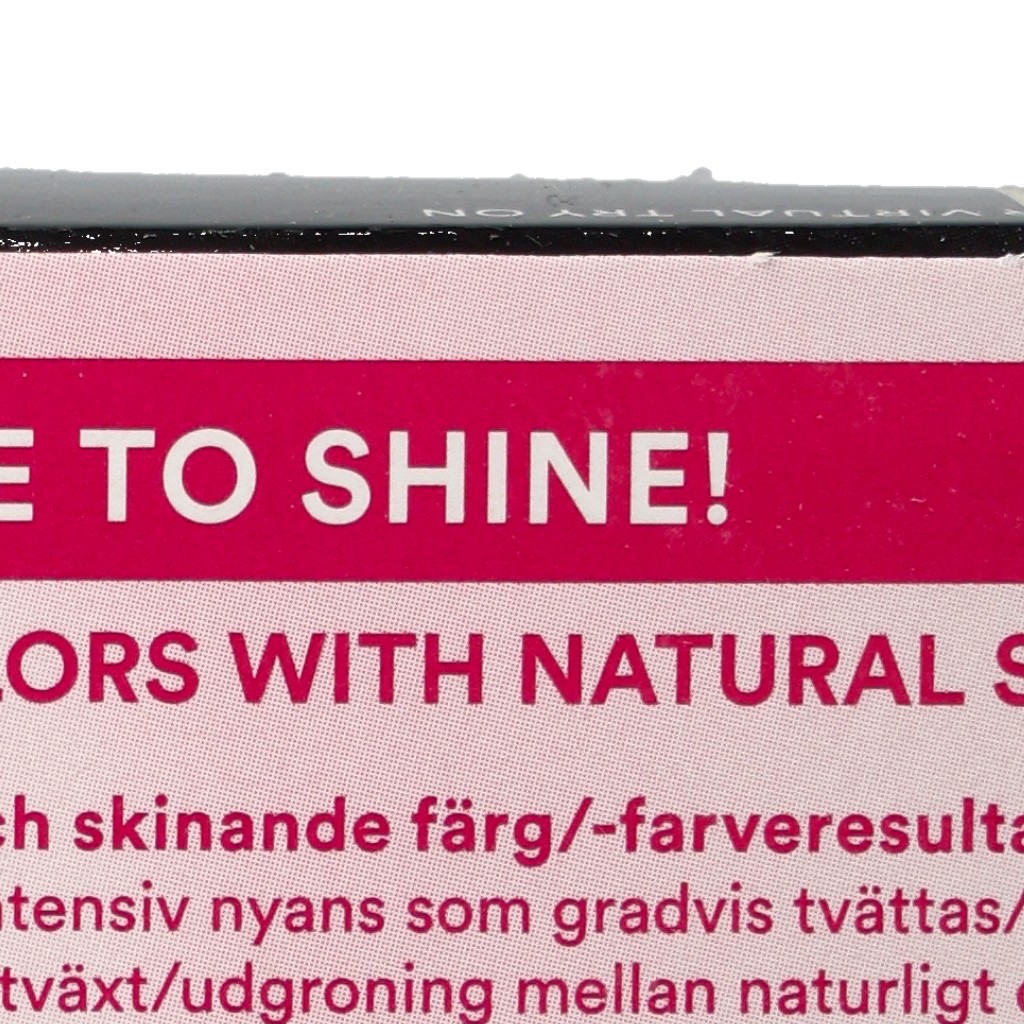 VIRTUAL TRY ON
E TO SHINE!
LORS WITH NATURAL S
ch skinande färg/-farveresulta
ntensiv nyans som gradvis tvättas/
tväxt/udgroning mellan naturligt